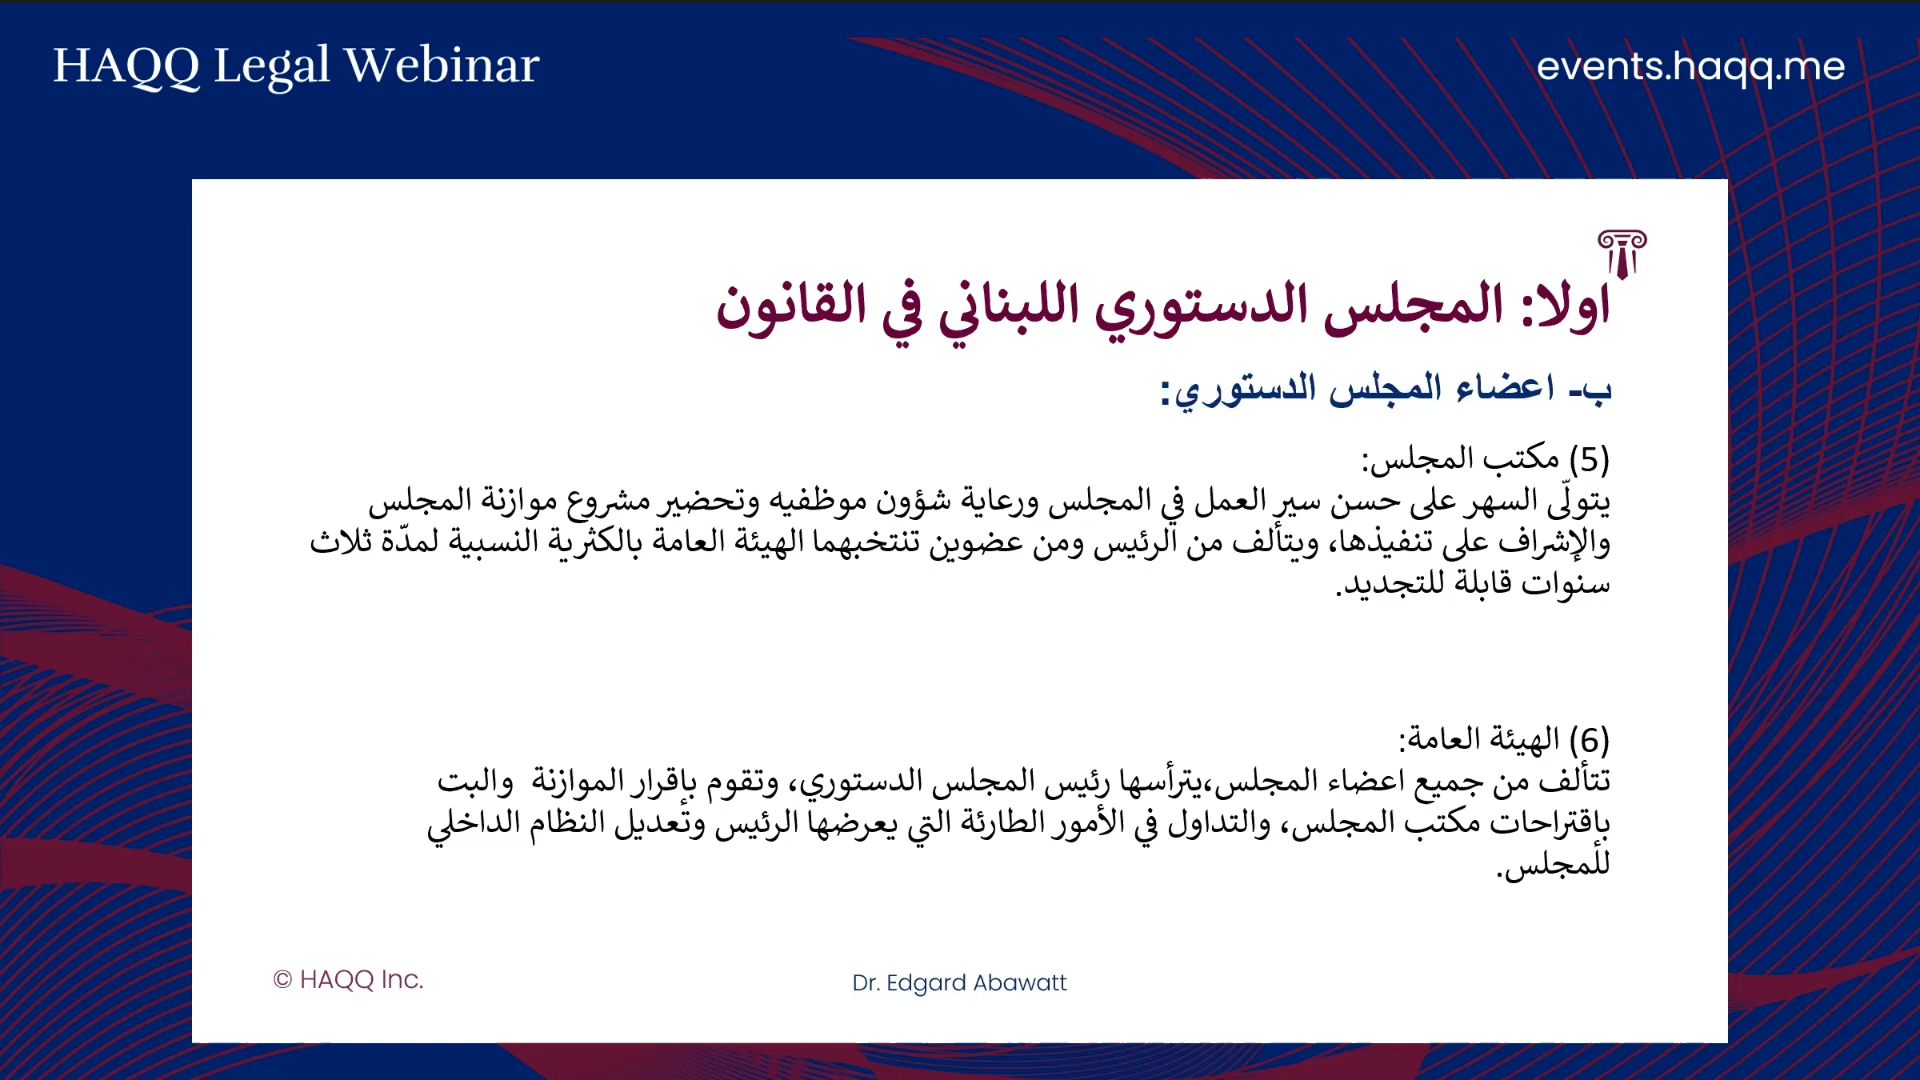 HAQQ Legal Webinar
events.haqq.me
اولا: المجلس الدستوري اللبناني في القانون
ب- اعضاء المجلس الدستوري:
(5) مكتب المجلس:
يتولّى السهر على حسن سير العمل في المجلس ورعاية شؤون موظفيه وتحضير مشروع موازنة المجلس
والإشراف على تنفيذها، ويتألف من الرئيس ومن عضوين تنتخبهما الهيئة العامة بالكثرية النسبية لمدّة ثلاث
سنوات قابلة للتجديد.
(6) الهيئة العامة:
تتألف من جميع اعضاء المجلس،يترأسها رئيس المجلس الدستوري، وتقوم بإقرار الموازنة  والبت
باقتراحات مكتب المجلس، والتداول في الأمور الطارئة التي يعرضها الرئيس وتعديل النظام الداخلي
للمجلس.
© HAQQ Inc.
Dr. Edgard Abawatt